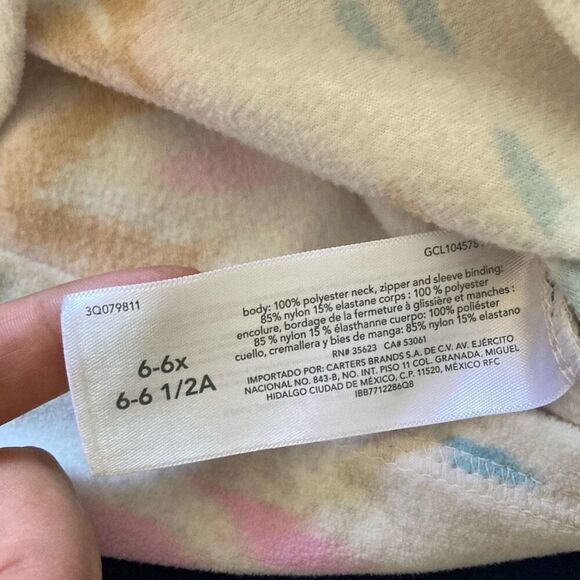 3Q079811
GCL104578
6-6x
6-6 1/2A
body: 100% polyester neck, zipper and sleeve binding:
85% nylon 15% elastane corps : 100% polyester
encolure, bordage de la fermeture à glissière et manches :
85 % nylon 15% élasthanne cuerpo: 100% poliéster
cuello, cremallera y bies de manga: 85% nylon 15% elastano
RN# 35623 CA# 53061
IMPORTADO POR: CARTERS BRANDS S.A. DE C.V. AV. EJÉRCITO
NACIONAL NO. 843-B, NO. INT. PISO 11 COL. GRANADA, MIGUEL
HIDALGO CIUDAD DE MÉXICO, C.P. 11520, MÉXICO RFC
IBB7712286Q8